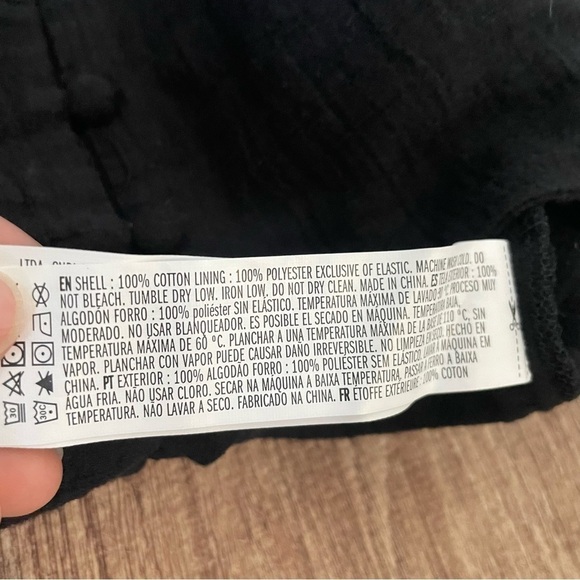 EN SHELL : 100% COTTON LINING : 100% POLYESTER EXCLUSIVE OF ELASTIC. MACHINE WASH COLD. DO
NOT BLEACH. TUMBLE DRY LOW. IRON LOW. DO NOT DRY CLEAN. MADE IN CHINA. ES TELA EXTERIOR : 100%
ALGODÓN FORRO : 100% poliéster SIN ELÁSTICO. TEMPERATURA MÁXIMA DE LAVADO PROCESO MUY
MODERADO. NO USAR BLANQUEADOR. ES POSIBLE EL SECADO EN MAQUINA. TEMPERATURA SIN
TEMPERATURA MÁXIMA DE 60 °C. PLANCHAR A UNA TEMPERATURA MÁXIMA DE LA BASE DE 110 °C, SIN
VAPOR. PLANCHAR CON VAPOR PUEDE CAUSAR DAÑO IRREVERSIBLE. NO LIMPIEZA EN SECO. HECHO EN
CHINA. PT EXTERIOR : 100% ALGODÃO FORRO : 100% POLIÉSTER SEM ELÁSTICO LAVAR À MÁQUINA EM
ÁGUA FRIA. NÃO USAR CLORO. SECAR NA MÁQUINA A BAIXA TEMPERATURA, PASSAR A FERRO A BAIXA
TEMPERATURA. NÃO LAVAR A SECO. FABRICADO NA CHINA. FR ÉTOFFE EXTÉRIEURE : 100% COTON